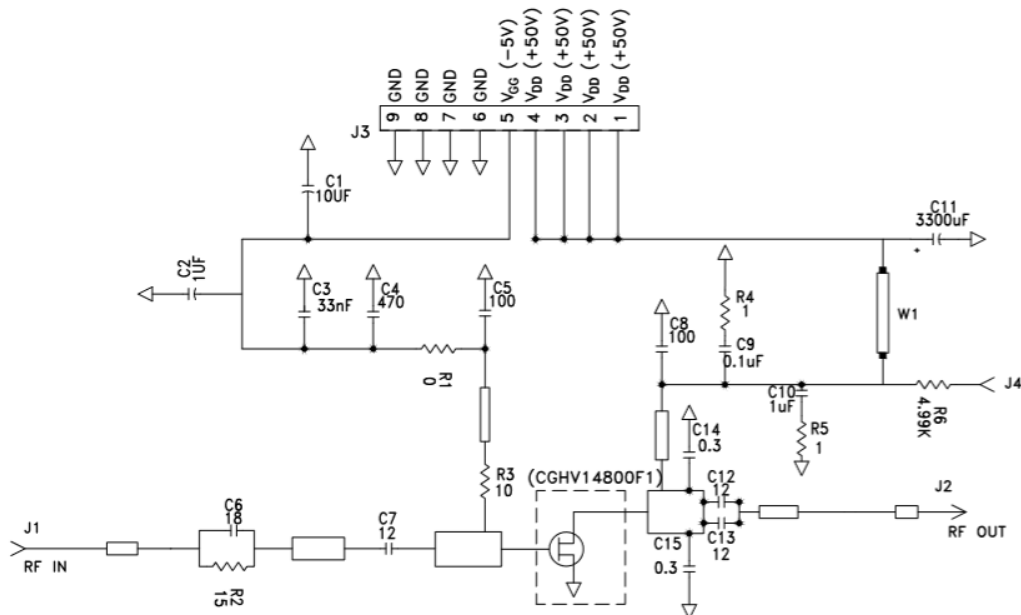 GND
GND
GND
GND
VGG (-5V)
VDD (+50V)
VDD (+50V)
VDD (+50V)
VDD (+50V)
J3
9
8
7
6
5
4
3
2
1
C1
10UF
C2
1UF
C3
33nF
C4
470
C5
100
R1
0
C11
3300uF
+
R4
1
C8
100
C9
0.1uF
W1
C10
1uF
R5
1
R6
4.99K
J4
R3
10
C14
0.3
(CGHV14800F1)
C12
12
C13
12
C15
0.3
J2
RF OUT
J1
RF IN
C6
18
R2
15
C7
12